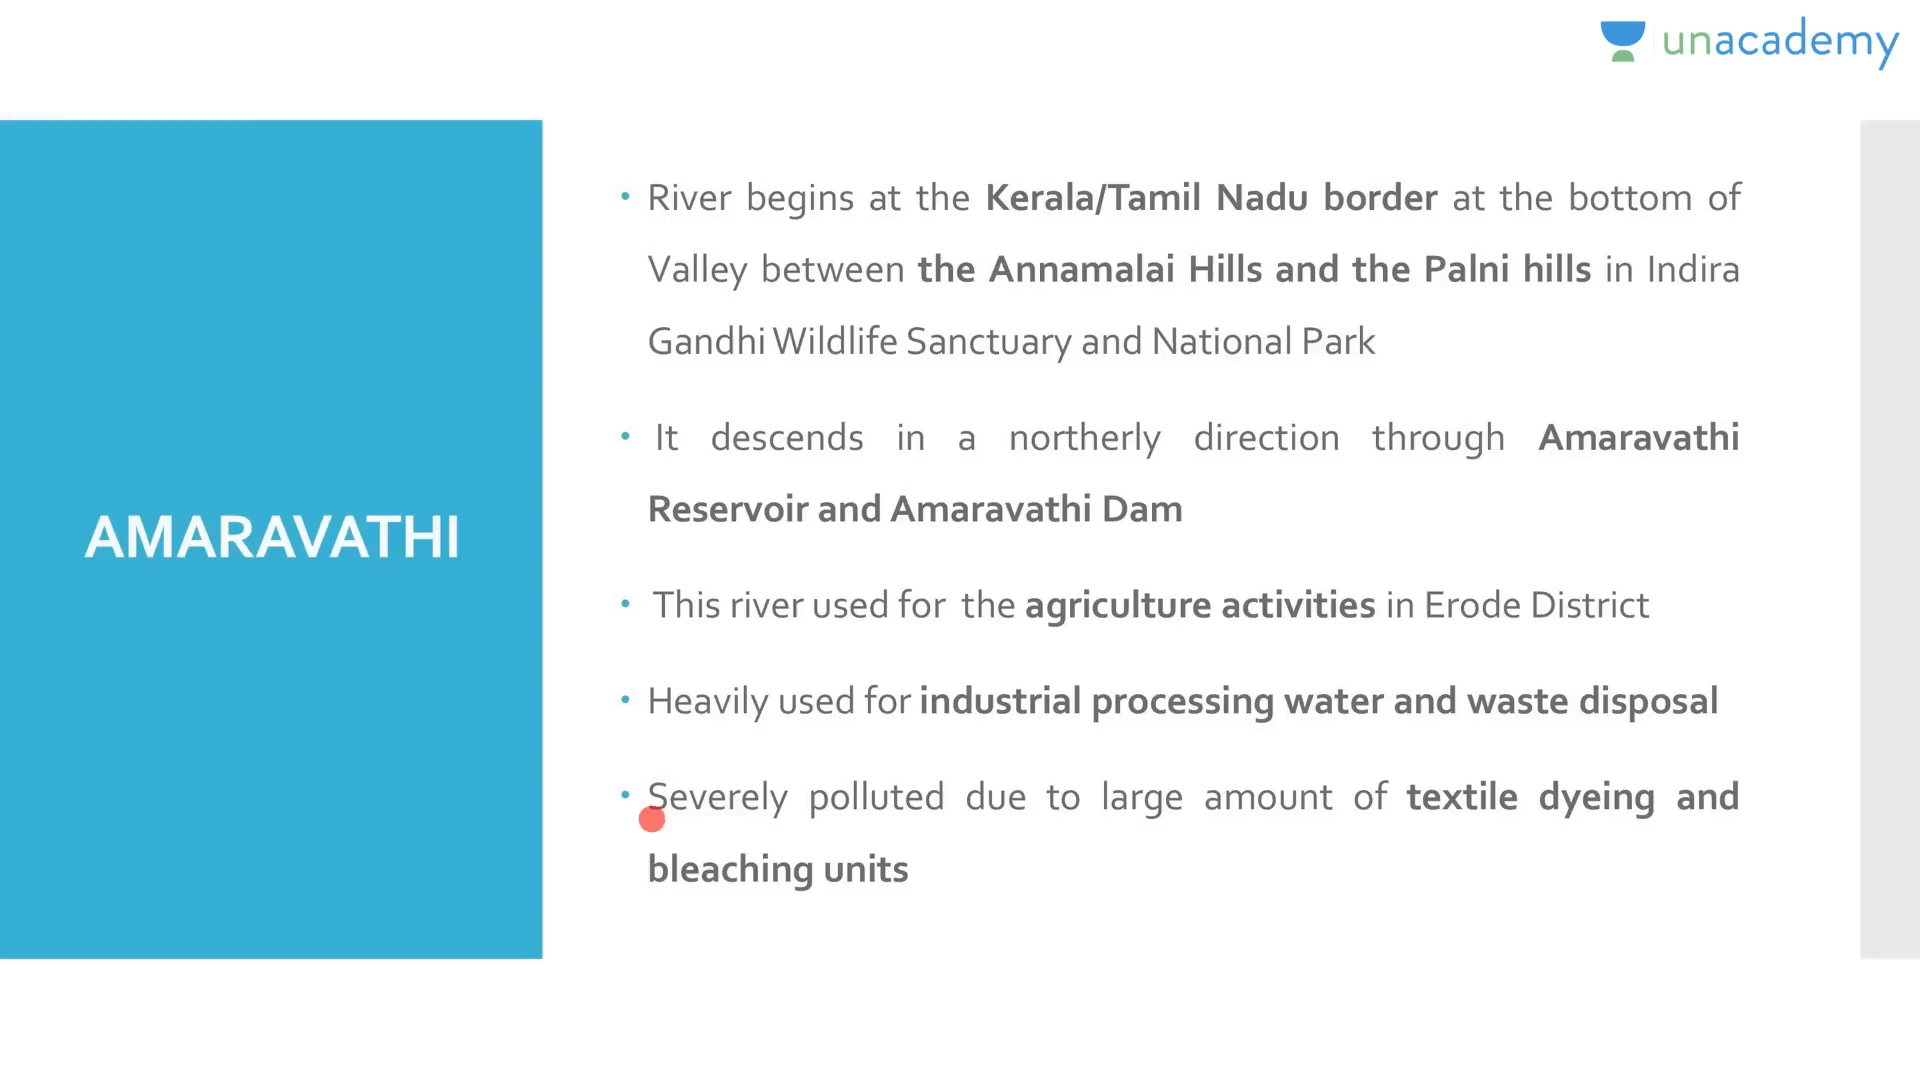 unacademy
AMARAVATHI
• River begins at the Kerala/Tamil Nadu border at the bottom of
Valley between the Annamalai Hills and the Palni hills in Indira
Gandhi Wildlife Sanctuary and National Park
• It descends in a northerly direction through Amaravathi
Reservoir and Amaravathi Dam
• This river used for the agriculture activities in Erode District
• Heavily used for industrial processing water and waste disposal
• Severely polluted due to large amount of textile dyeing and
bleaching units